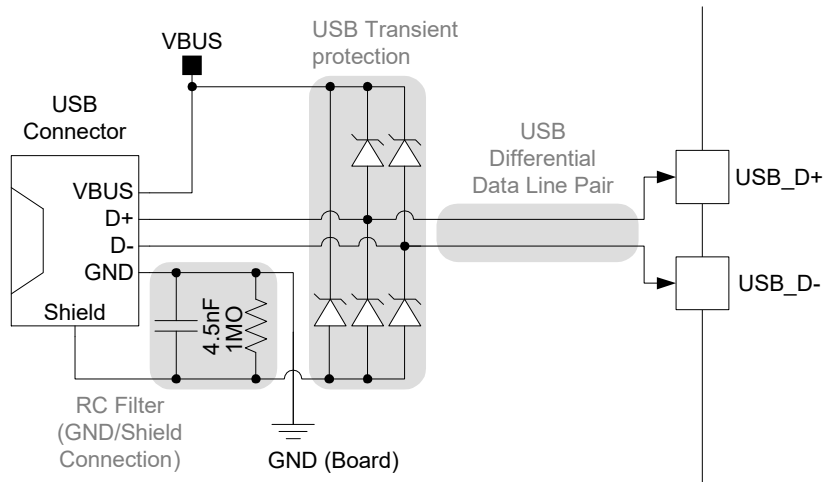 USB Transient
protection
VBUS
USB
Connector
USB
Differential
Data Line Pair
VBUS
D+
D-
GND
Shield
USB_D+
USB_D-
4.5nF
1MO
RC Filter
(GND/Shield
Connection)
GND (Board)